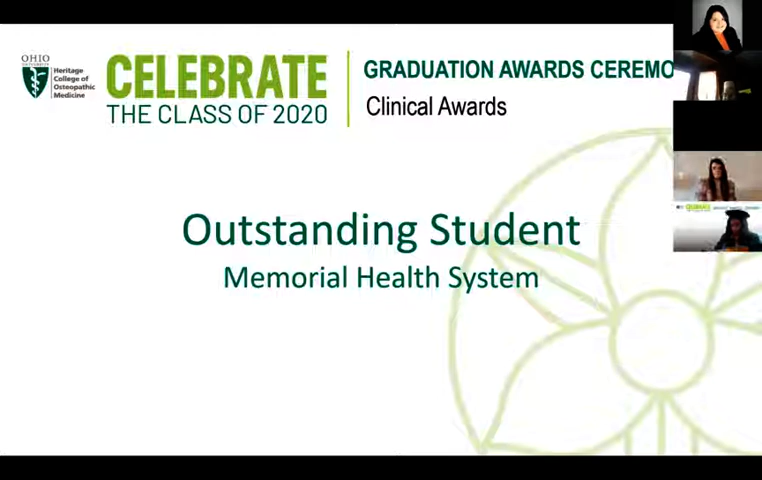 OHIO
UNIVERSITY
Heritage
College of
Osteopathic
Medicine
CELEBRATE
THE CLASS OF 2020
GRADUATION AWARDS CEREMO
Clinical Awards
Outstanding Student
Memorial Health System
CELEBRATE